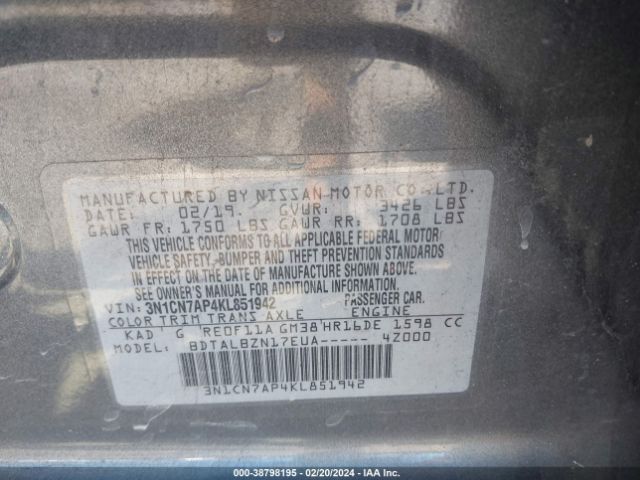 MANUFACTURED BY NISSAN MOTOR CO.,LTD.
DATE: 02/19. GVWR: 3426 LBS
GAWR FR: 1750 LBS GAWR RR: 1708 LBS
THIS VEHICLE CONFORMS TO ALL APPLICABLE FEDERAL MOTOR
VEHICLE SAFETY, BUMPER AND THEFT PREVENTION STANDARDS
IN EFFECT ON THE DATE OF MANUFACTURE SHOWN ABOVE.
SEE OWNER'S MANUAL FOR ADDITIONAL INFORMATION.
VIN: 3N1CN7AP4KL851942 PASSENGER CAR.
COLOR TRIM TRANS AXLE ENGINE
KAD G RE0F11A GM38 HR16DE 1598 CC
MODEL: BDTALBZN17EUA----- 4Z000
3N1CN7AP4KL851942
000-38798195 - 02/20/2024 - IAA Inc.